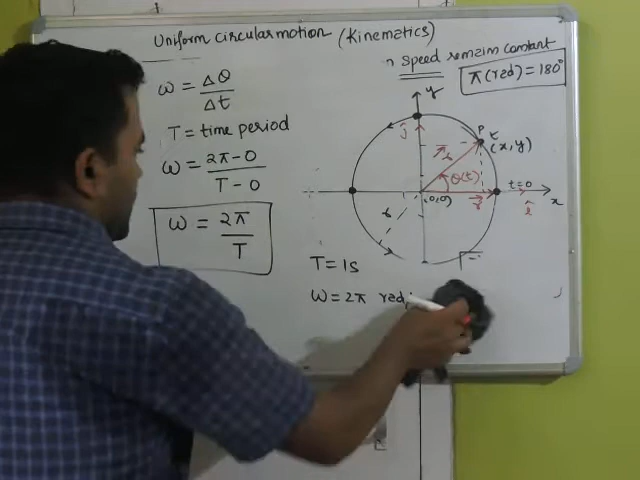 Uniform circular motion (Kinematics)
speed remain constant
π(rad) = 180°
ω = Δθ
Δt
T = time period
ω = 2π - 0
T - 0
ω = 2π
T
y
ĵ
P
t
(x, y)
θ(t)
(0,0)
t=0
x
î
r
T = 1s
ω = 2π rad